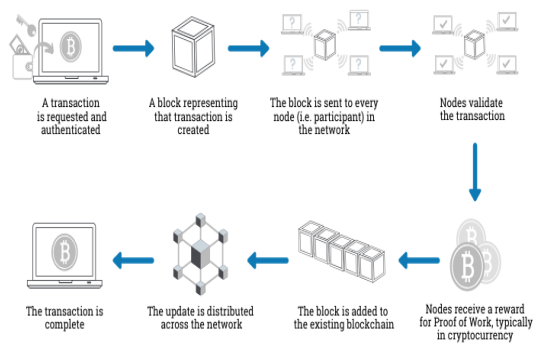 A transaction
is requested and
authenticated
A block representing
that transaction is
created
The block is sent to every
node (i.e. participant) in
the network
Nodes validate
the transaction
Nodes receive a reward
for Proof of Work, typically
in cryptocurrency
The block is added to
the existing blockchain
The update is distributed
across the network
The transaction is
complete